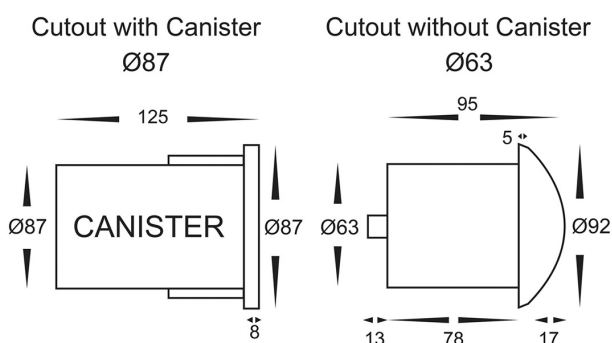 Cutout with Canister
Ø87
Cutout without Canister
Ø63
125
95
5
Ø87
CANISTER
Ø87
Ø63
Ø92
8
13
78
17